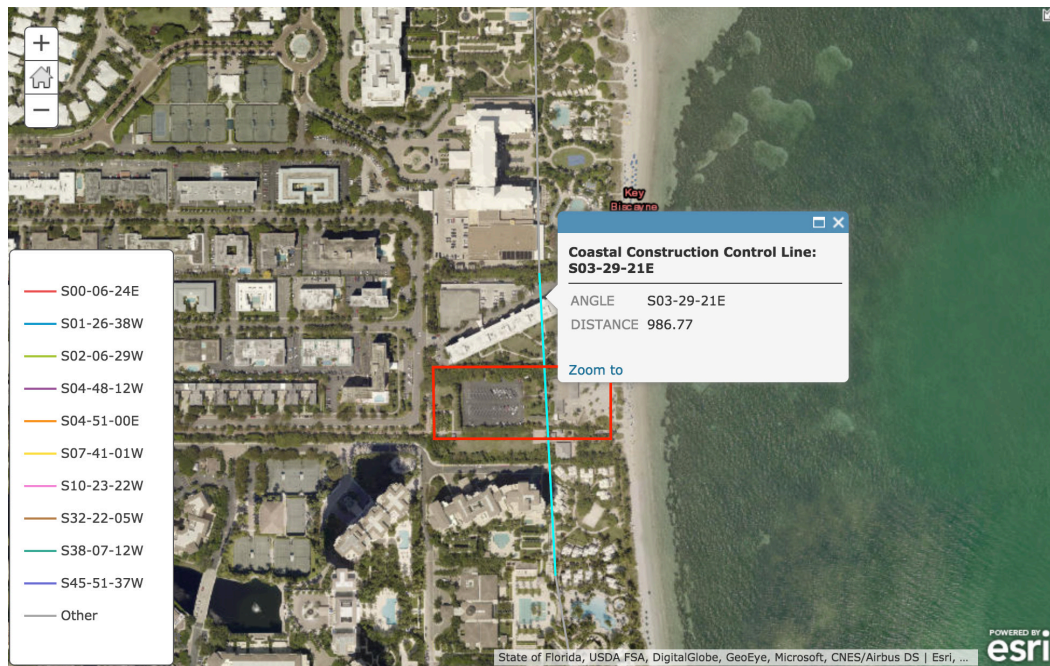 +
−
Key
Biscayne
Coastal Construction Control Line:
S03-29-21E
ANGLE S03-29-21E
DISTANCE 986.77
Zoom to
S00-06-24E
S01-26-38W
S02-06-29W
S04-48-12W
S04-51-00E
S07-41-01W
S10-23-22W
S32-22-05W
S38-07-12W
S45-51-37W
Other
State of Florida, USDA FSA, DigitalGlobe, GeoEye, Microsoft, CNES/Airbus DS | Esri, ...
POWERED BY
esri